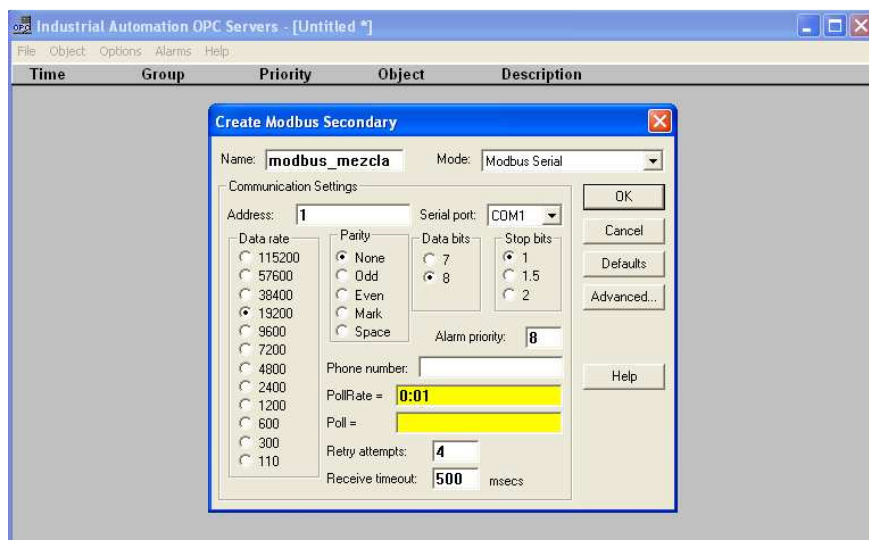 OPC Industrial Automation OPC Servers - [Untitled *]
File Object Options Alarms Help
Time Group Priority Object Description
Create Modbus Secondary
Name: modbus_mezcla Mode: Modbus Serial
Communication Settings
OK
Address: 1 Serial port: COM1
Cancel
Data rate Parity Data bits Stop bits
115200 None 7 1
Defaults
57600 Odd 8 1.5
38400 Even 2
Advanced...
19200 Mark
9600 Space Alarm priority: 8
7200
4800 Phone number:
Help
2400 PollRate = 0:01
1200
600 Poll =
300
Retry attempts: 4
110
Receive timeout: 500 msecs